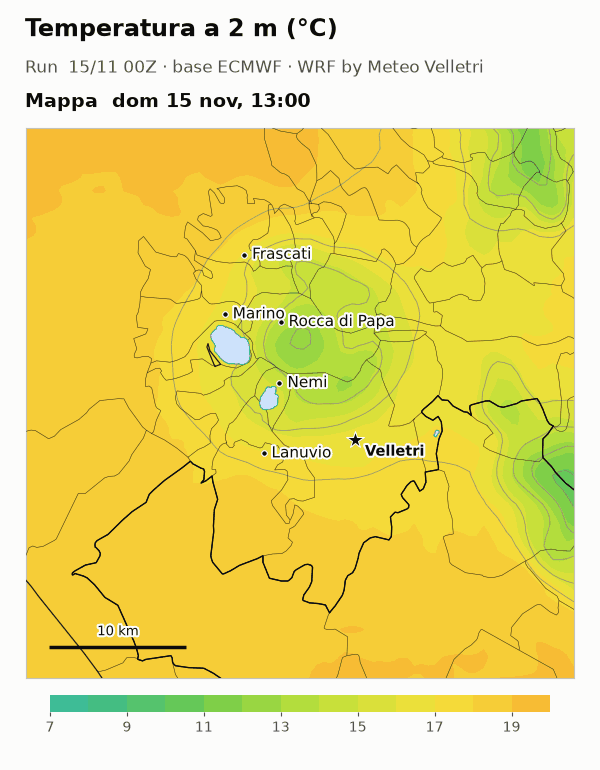 Temperatura a 2 m (°C)
Run  15/11 00Z · base ECMWF · WRF by Meteo Velletri
Mappa  dom 15 nov, 13:00
Frascati
Marino
Rocca di Papa
Nemi
Velletri
Lanuvio
10 km
7 9 11 13 15 17 19